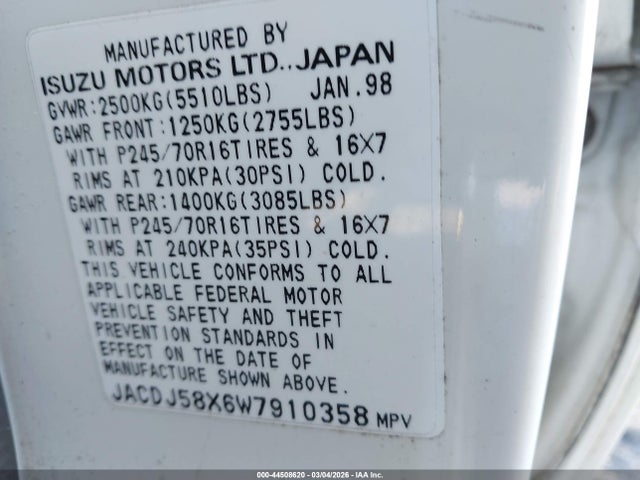 MANUFACTURED BY
ISUZU MOTORS LTD., JAPAN
GVWR:2500KG(5510LBS) JAN.98
GAWR FRONT:1250KG(2755LBS)
WITH P245/70R16TIRES & 16X7
RIMS AT 210KPA(30PSI) COLD.
GAWR REAR:1400KG(3085LBS)
WITH P245/70R16TIRES & 16X7
RIMS AT 240KPA(35PSI) COLD.
THIS VEHICLE CONFORMS TO ALL
APPLICABLE FEDERAL MOTOR
VEHICLE SAFETY AND THEFT
PREVENTION STANDARDS IN
EFFECT ON THE DATE OF
MANUFACTURE SHOWN ABOVE.
JACDJ58X6W7910358 MPV
000-44508620 - 03/04/2026 - IAA Inc.